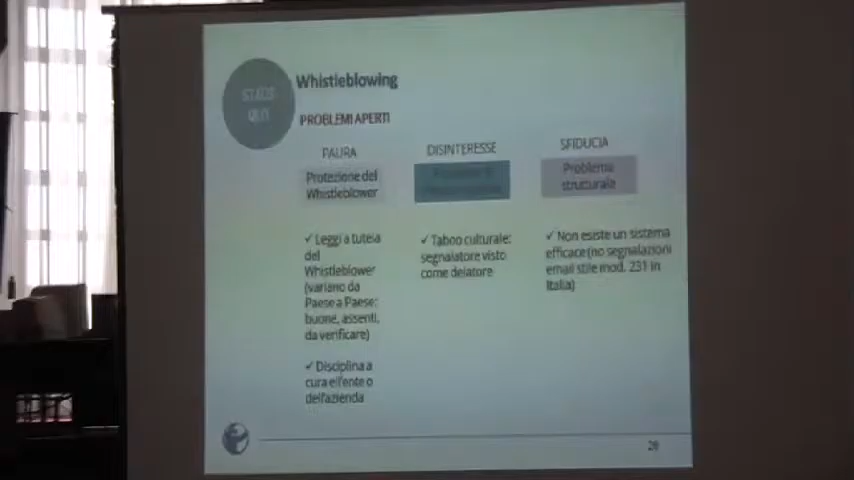 STATUS
QUO
Whistleblowing
PROBLEMI APERTI
PAURA
Protezione del
Whistleblower
✓ Leggi a tutela
del
Whistleblower
(variano da
Paese a Paese:
buone, assenti,
da verificare)
✓ Disciplina a
cura ell'ente o
dell'azienda
DISINTERESSE
✓ Taboo culturale:
segnalatore visto
come delatore
SFIDUCIA
Problema
strutturale
✓ Non esiste un sistema
efficace (no segnalazioni
email stile mod. 231 in
Italia)